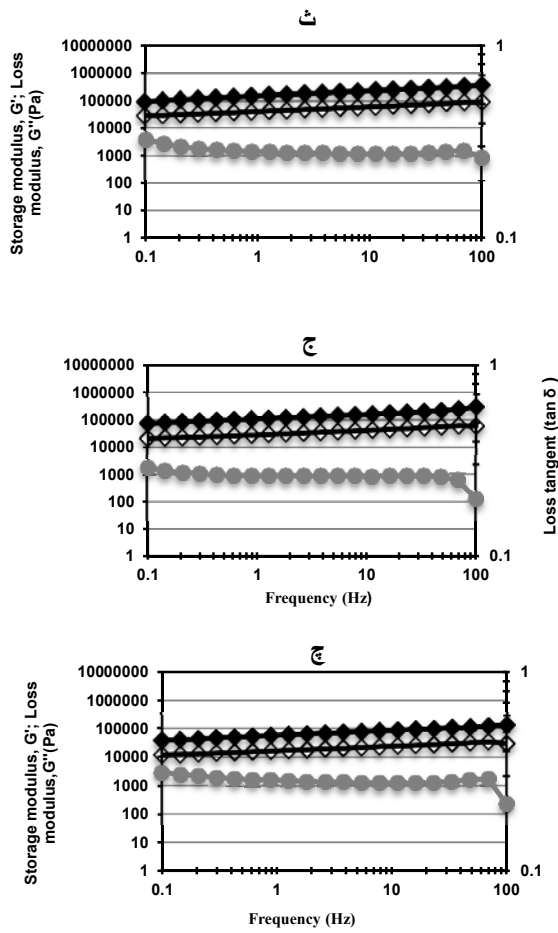 ث
Storage modulus, G'; Loss
modulus, G''(Pa)
10000000
1000000
100000
10000
1000
100
10
1
1
0.1
0.1 1 10 100
ج
10000000
1000000
100000
10000
1000
100
10
1
1
0.1
Loss tangent (tan δ)
0.1 1 10 100
Frequency (Hz)
چ
Storage modulus, G'; Loss
modulus,G''(Pa)
10000000
1000000
100000
10000
1000
100
10
1
1
0.1
0.1 1 10 100
Frequency (Hz)